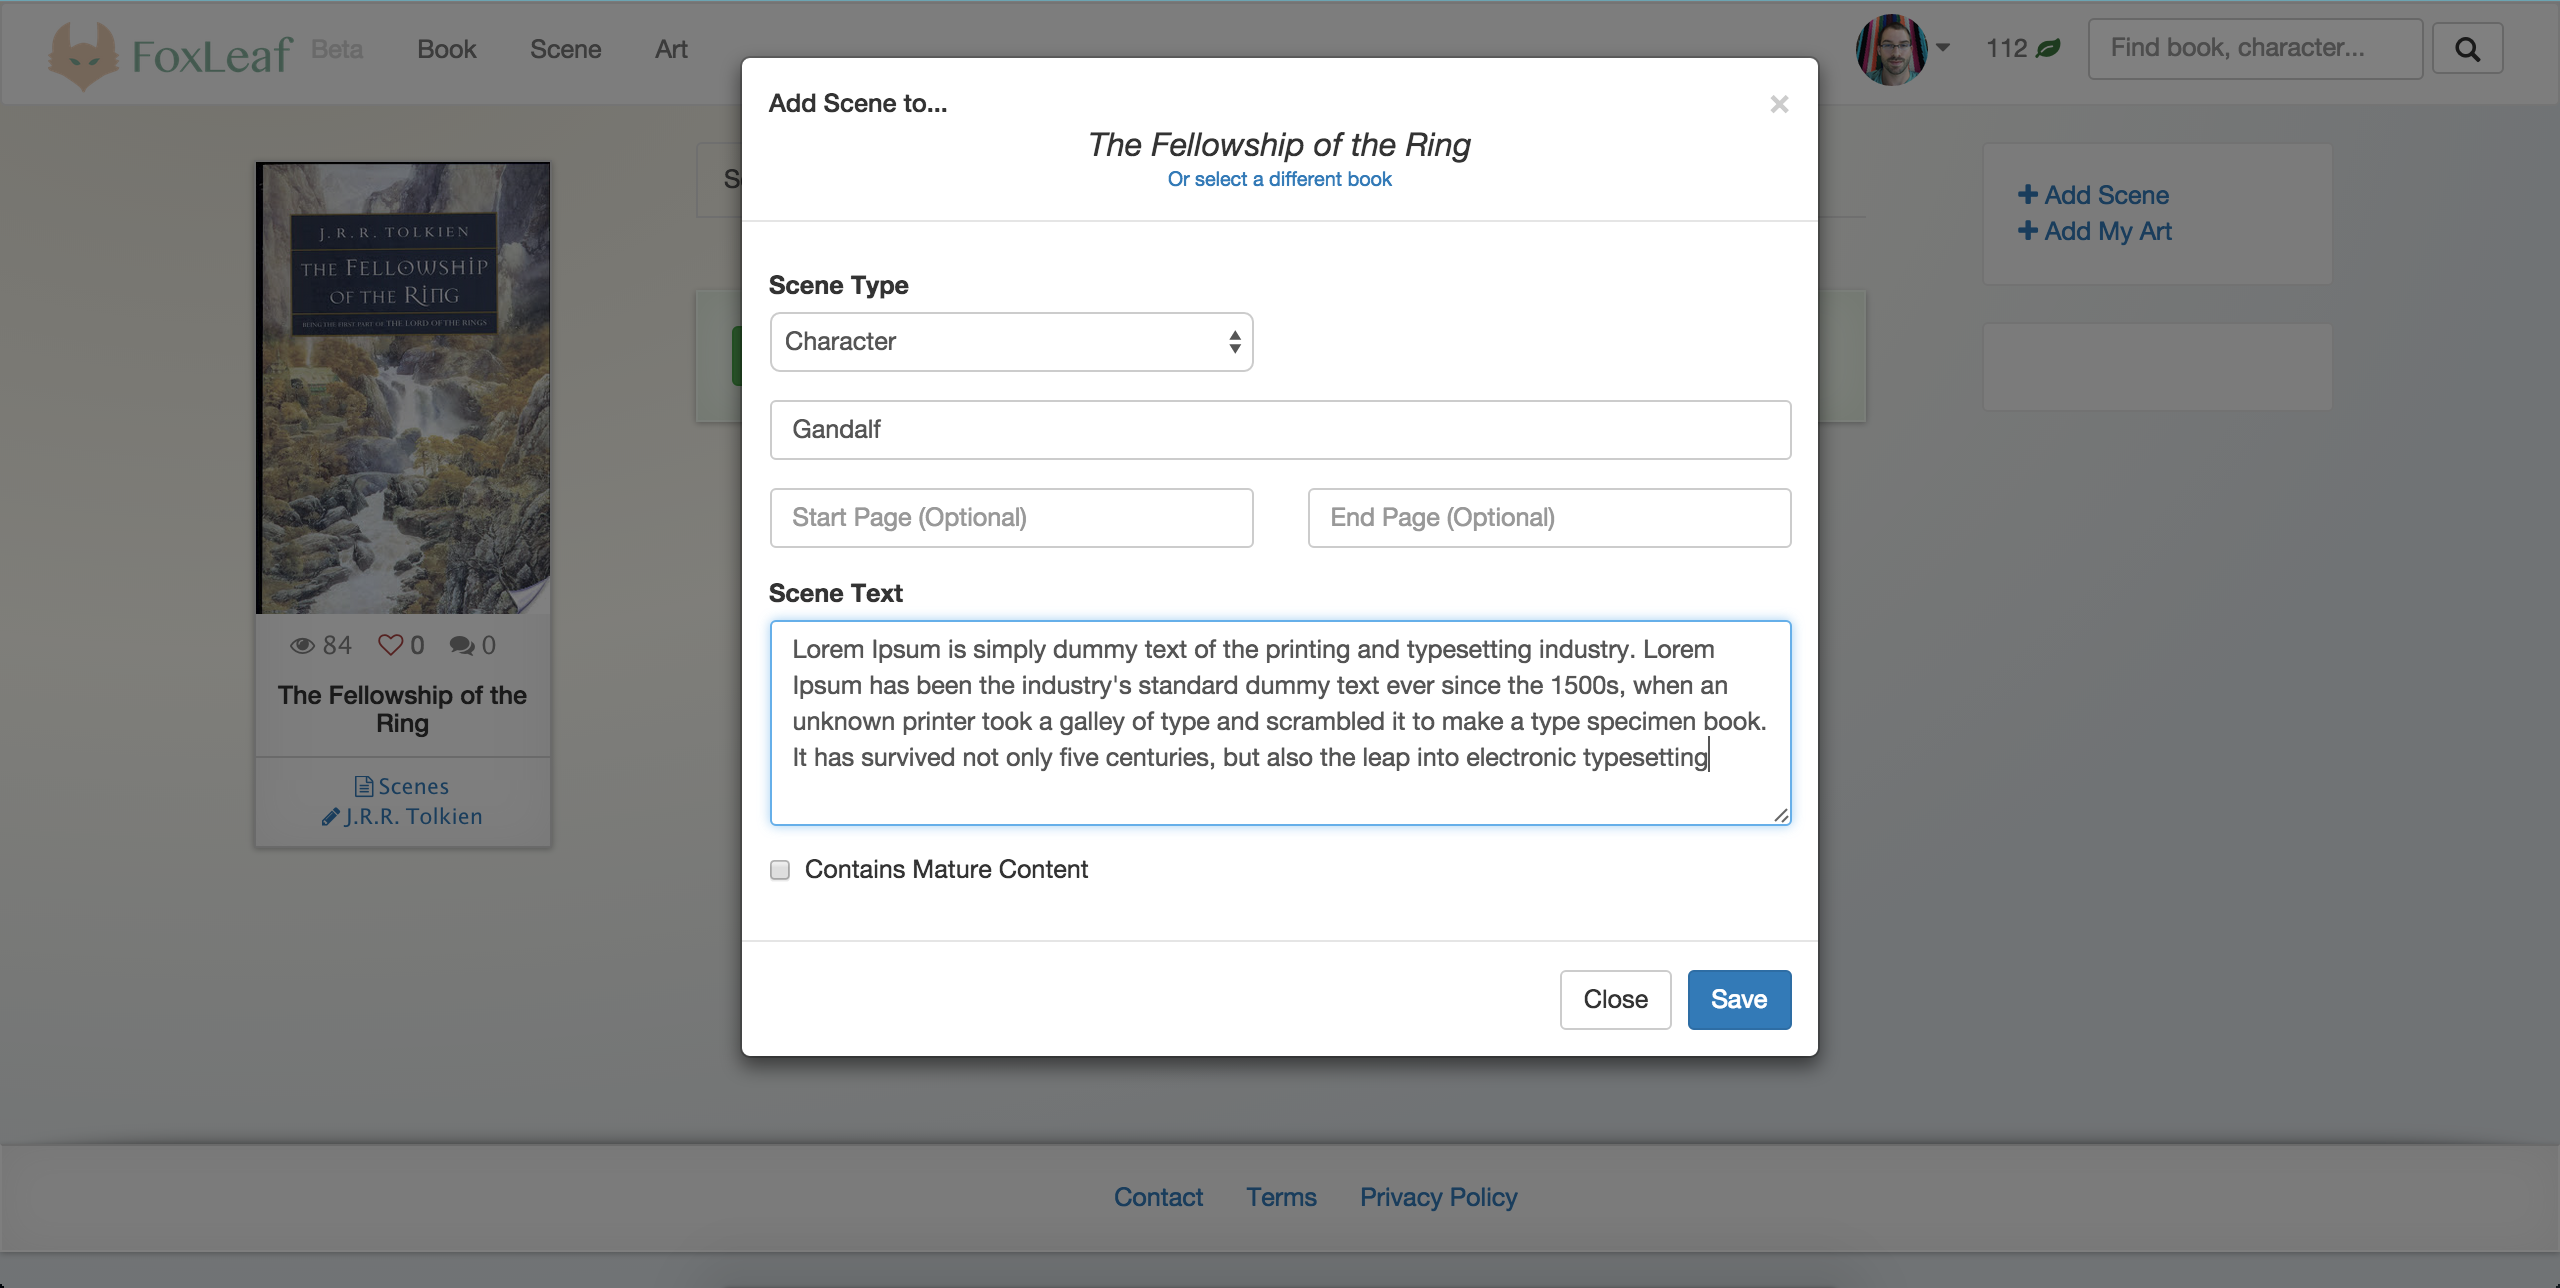 FoxLeaf Beta Book Scene Art
112 Find book, character...
Add Scene to...
×
The Fellowship of the Ring
Or select a different book
J.R.R. TOLKIEN
THE FELLOWSHIP
OF THE RING
BEING THE FIRST PART OF THE LORD OF THE RINGS
84 0 0
The Fellowship of the
Ring
Scenes
J.R.R. Tolkien
S
Scene Type
Character
Gandalf
Start Page (Optional) End Page (Optional)
Scene Text
Lorem Ipsum is simply dummy text of the printing and typesetting industry. Lorem
Ipsum has been the industry's standard dummy text ever since the 1500s, when an
unknown printer took a galley of type and scrambled it to make a type specimen book.
It has survived not only five centuries, but also the leap into electronic typesetting
Contains Mature Content
Close Save
+ Add Scene
+ Add My Art
Contact Terms Privacy Policy